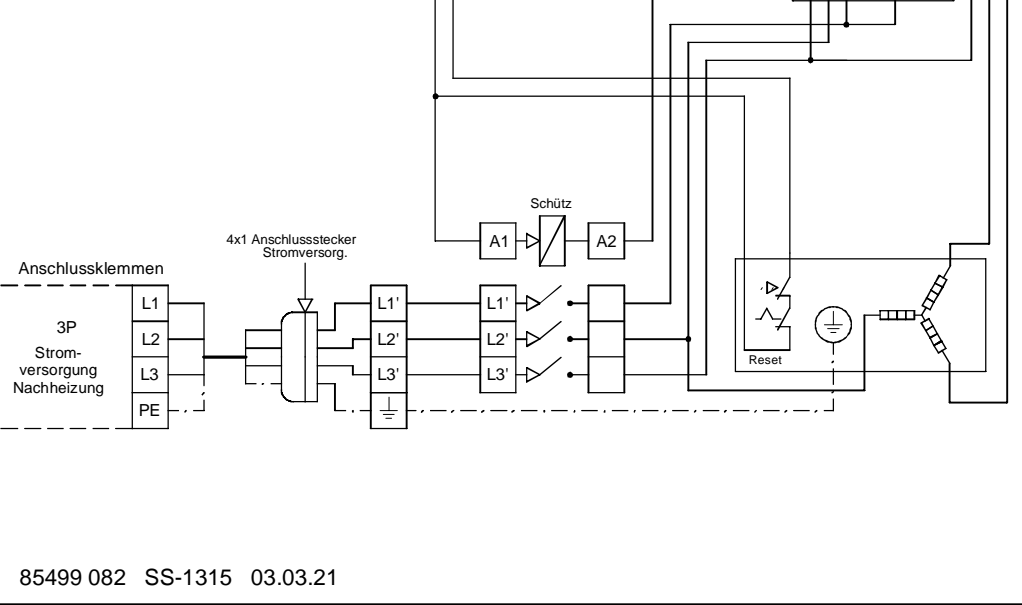 Schütz
A1
A2
4x1 Anschlussstecker
Stromversorg.
Anschlussklemmen
3P
Strom-
versorgung
Nachheizung
L1
L2
L3
PE
L1'
L2'
L3'
L1'
L2'
L3'
Reset
85499 082 SS-1315 03.03.21